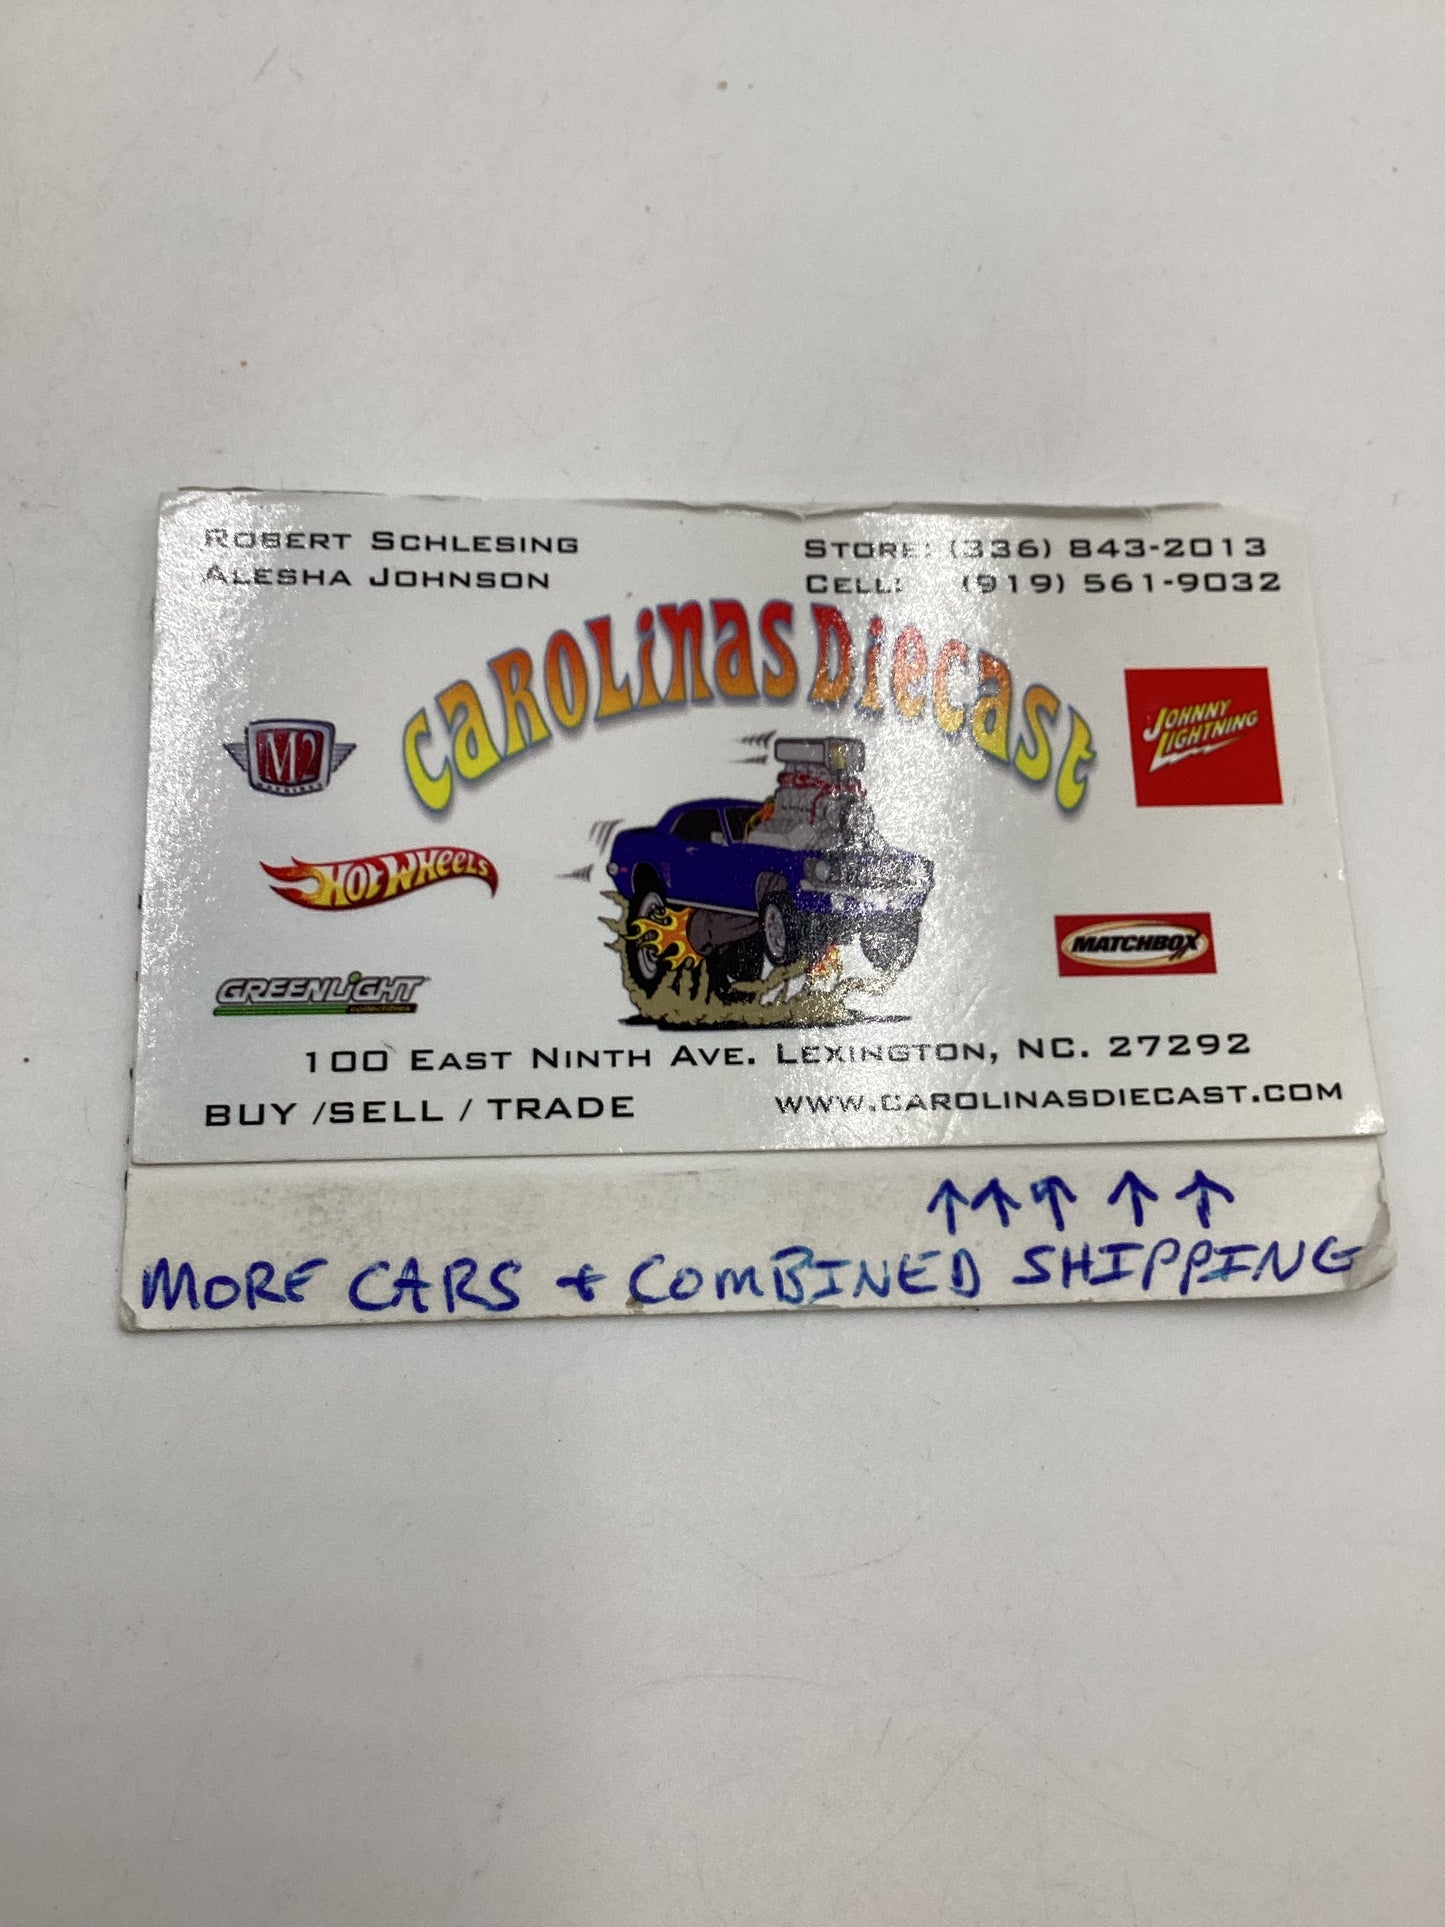 ROBERT SCHLESING
ALESHA JOHNSON
STORE: (336) 843-2013
CELL: (919) 561-9032
CAROLINAS DIECAST
M2
MACHINES
JOHNNY
LIGHTNING
HOT WHEELS
MATCHBOX
GREENLIGHT
collectibles
100 EAST NINTH AVE. LEXINGTON, NC. 27292
BUY /SELL / TRADE
WWW.CAROLINASDIECAST.COM
MORE CARS + COMBINED SHIPPING